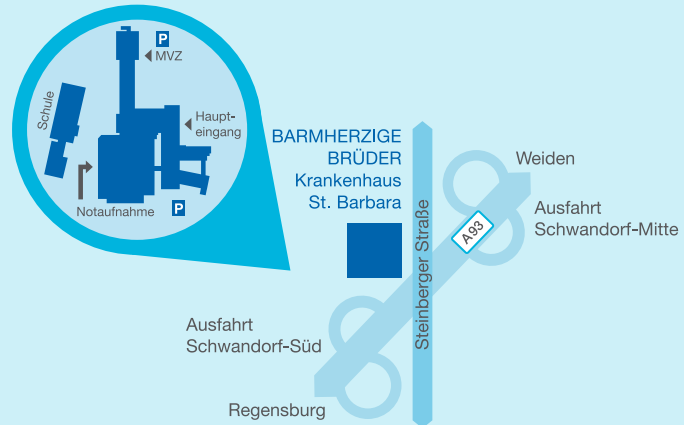 P
MVZ
Schule
Haupt-
eingang
Notaufnahme
P
BARMHERZIGE
BRÜDER
Krankenhaus
St. Barbara
Steinberger Straße
Weiden
Ausfahrt
Schwandorf-Mitte
A93
Ausfahrt
Schwandorf-Süd
Regensburg